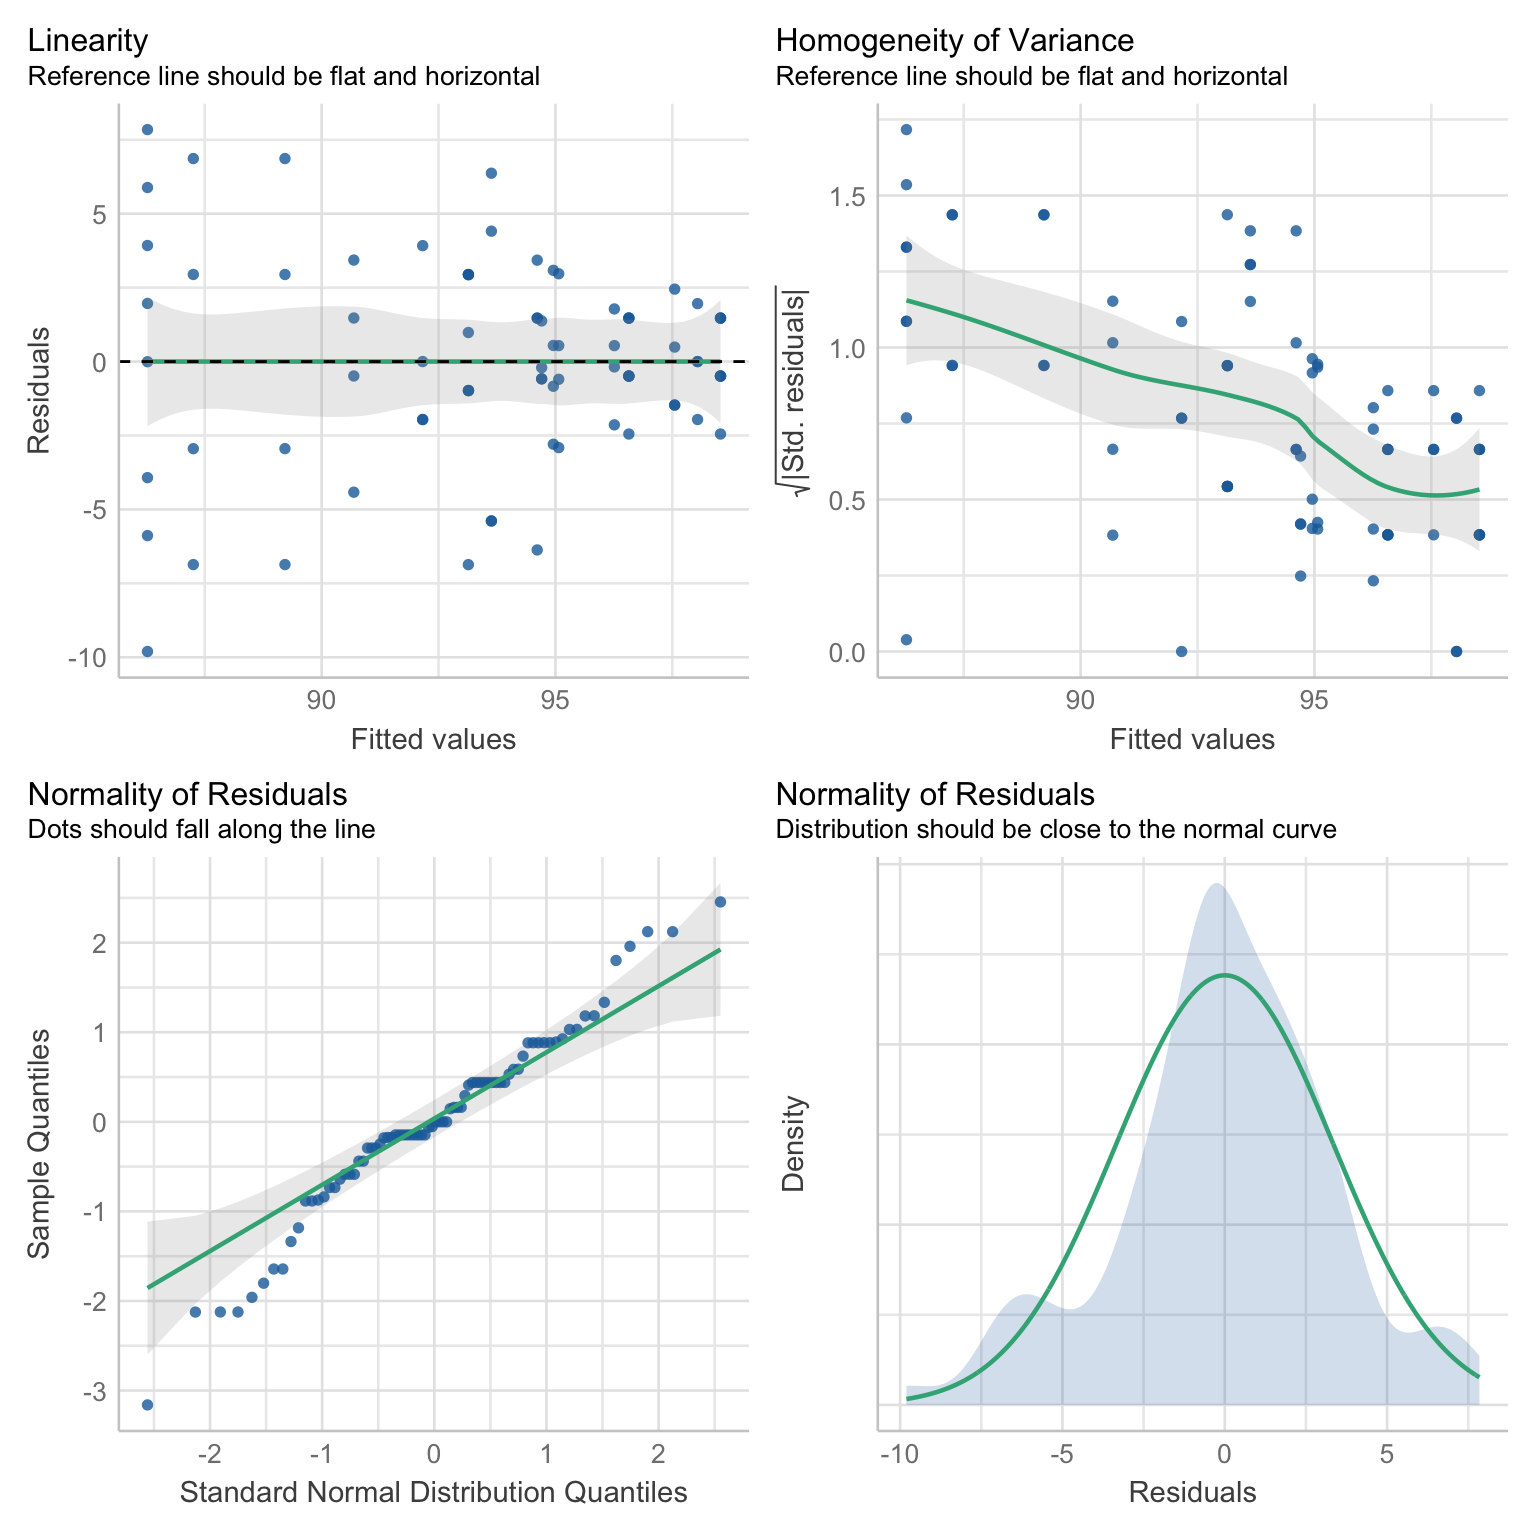 Linearity
Reference line should be flat and horizontal
Residuals
5
0
-5
-10
90
95
Fitted values
Homogeneity of Variance
Reference line should be flat and horizontal
√|Std. residuals|
1.5
1.0
0.5
0.0
90
95
Fitted values
Normality of Residuals
Dots should fall along the line
Sample Quantiles
2
1
0
-1
-2
-3
-2
-1
0
1
2
Standard Normal Distribution Quantiles
Normality of Residuals
Distribution should be close to the normal curve
Density
-10
-5
0
5
Residuals